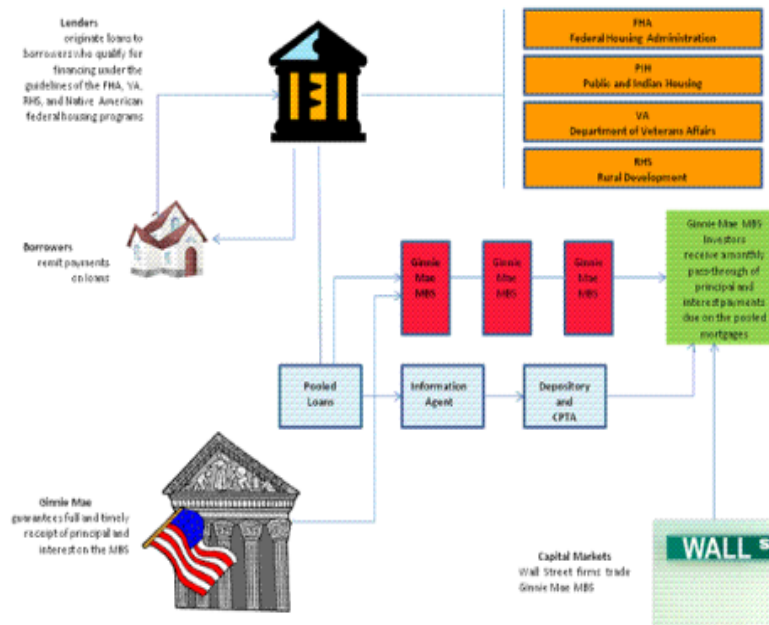 Lenders
originate loans to
borrowers who qualify for
financing under the
guidelines of the FHA, VA,
RHS, and Native American
federal housing programs
FHA
Federal Housing Administration
PIH
Public and Indian Housing
VA
Department of Veterans Affairs
RHS
Rural Development
Borrowers
remit payments
on loans
Ginnie
Mae
MBS
Ginnie
Mae
MBS
Ginnie
Mae
MBS
Ginnie Mae MBS
Investors
receive a monthly
pass-through of
principal and
interest payments
due on the pooled
mortgages
Pooled
Loans
Information
Agent
Depository
and
CPTA
Ginnie Mae
guarantees full and timely
receipt of principal and
interest on the MBS
Capital Markets
Wall Street firms trade
Ginnie Mae MBS
WALL S